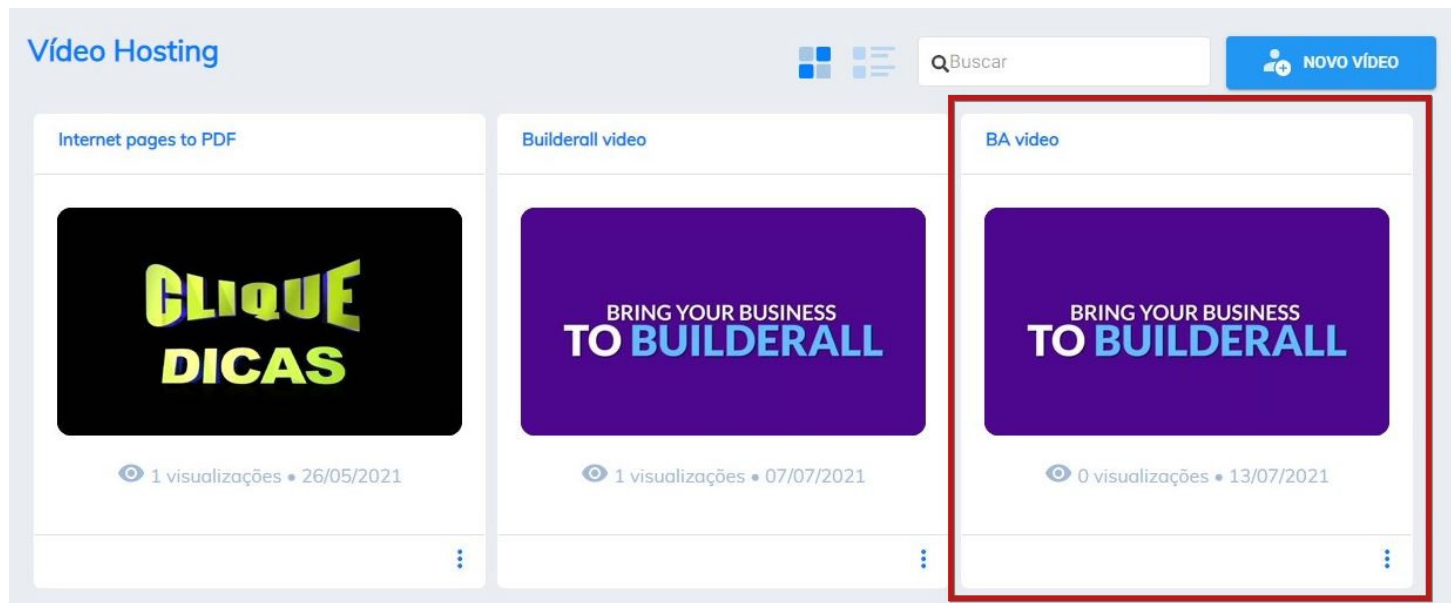 Vídeo Hosting
Buscar
NOVO VÍDEO
Internet pages to PDF
CLIQUE
DICAS
1 visualizações • 26/05/2021
Builderall video
BRING YOUR BUSINESS
TO BUILDERALL
1 visualizações • 07/07/2021
BA video
BRING YOUR BUSINESS
TO BUILDERALL
0 visualizações • 13/07/2021